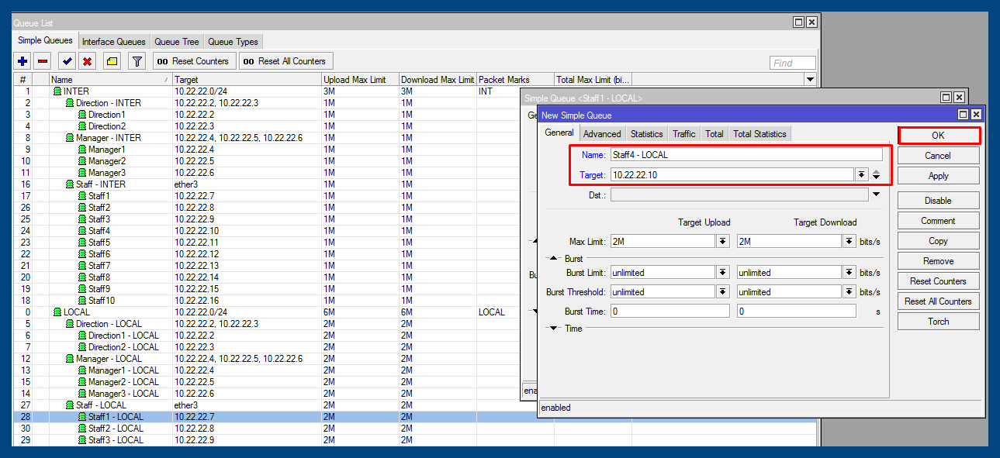 Queue List
Simple Queues Interface Queues Queue Tree Queue Types
00 Reset Counters 00 Reset All Counters Find
# Name / Target Upload Max Limit Download Max Limit Packet Marks Total Max Limit (bi...
1 INTER 10.22.22.0/24 3M 3M INT
2 Direction - INTER 10.22.22.2, 10.22.22.3 1M 1M
3 Direction1 10.22.22.2 1M 1M
4 Direction2 10.22.22.3 1M 1M
8 Manager - INTER 10.22.22.4, 10.22.22.5, 10.22.22.6 1M 1M
9 Manager1 10.22.22.4 1M 1M
10 Manager2 10.22.22.5 1M 1M
11 Manager3 10.22.22.6 1M 1M
16 Staff - INTER ether3 1M 1M
17 Staff1 10.22.22.7 1M 1M
26 Staff2 10.22.22.8 1M 1M
25 Staff3 10.22.22.9 1M 1M
24 Staff4 10.22.22.10 1M 1M
23 Staff5 10.22.22.11 1M 1M
22 Staff6 10.22.22.12 1M 1M
21 Staff7 10.22.22.13 1M 1M
20 Staff8 10.22.22.14 1M 1M
19 Staff9 10.22.22.15 1M 1M
18 Staff10 10.22.22.16 1M 1M
0 LOCAL 10.22.22.0/24 6M 6M LOCAL
5 Direction - LOCAL 10.22.22.2, 10.22.22.3 2M 2M
6 Direction1 - LOCAL 10.22.22.2 2M 2M
7 Direction2 - LOCAL 10.22.22.3 2M 2M
12 Manager - LOCAL 10.22.22.4, 10.22.22.5, 10.22.22.6 2M 2M
13 Manager1 - LOCAL 10.22.22.4 2M 2M
15 Manager2 - LOCAL 10.22.22.5 2M 2M
14 Manager3 - LOCAL 10.22.22.6 2M 2M
27 Staff - LOCAL ether3 2M 2M
28 Staff1 - LOCAL 10.22.22.7 2M 2M
30 Staff2 - LOCAL 10.22.22.8 2M 2M
29 Staff3 - LOCAL 10.22.22.9 2M 2M
Simple Queue <Staff1 - LOCAL>
Ge
Bu
ena
New Simple Queue
General Advanced Statistics Traffic Total Total Statistics
Name: Staff4 - LOCAL
Target: 10.22.22.10
Dst.:
Target Upload Target Download
Max Limit: 2M 2M bits/s
Burst
Burst Limit: unlimited unlimited bits/s
Burst Threshold: unlimited unlimited bits/s
Burst Time: 0 0 s
Time
enabled
OK
Cancel
Apply
Disable
Comment
Copy
Remove
Reset Counters
Reset All Counters
Torch